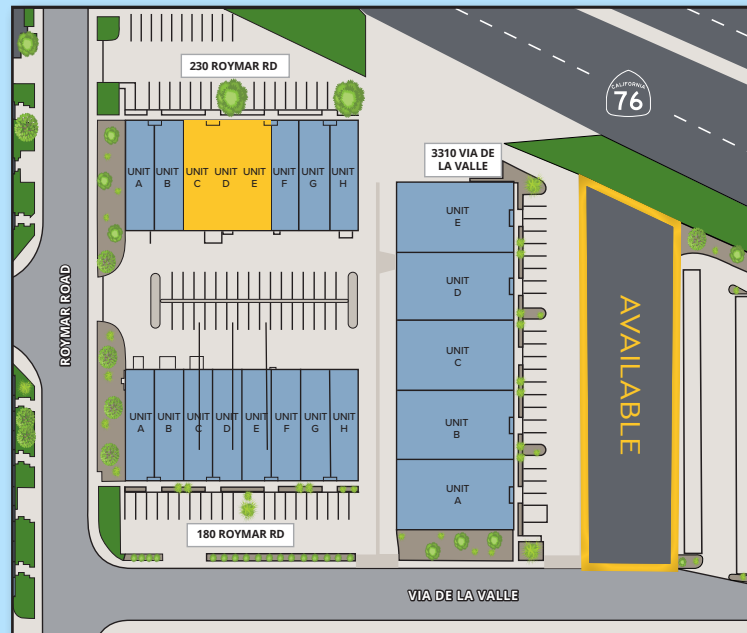 230 ROYMAR RD
CALIFORNIA
76
3310 VIA DE
LA VALLE
UNIT A
UNIT B
UNIT C
UNIT D
UNIT E
UNIT F
UNIT G
UNIT H
UNIT E
UNIT D
UNIT C
UNIT B
UNIT A
AVAILABLE
ROYMAR ROAD
UNIT A
UNIT B
UNIT C
UNIT D
UNIT E
UNIT F
UNIT G
UNIT H
180 ROYMAR RD
VIA DE LA VALLE